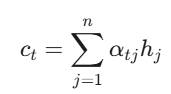 $c_t = \sum_{j=1}^{n} \alpha_{tj} h_j$